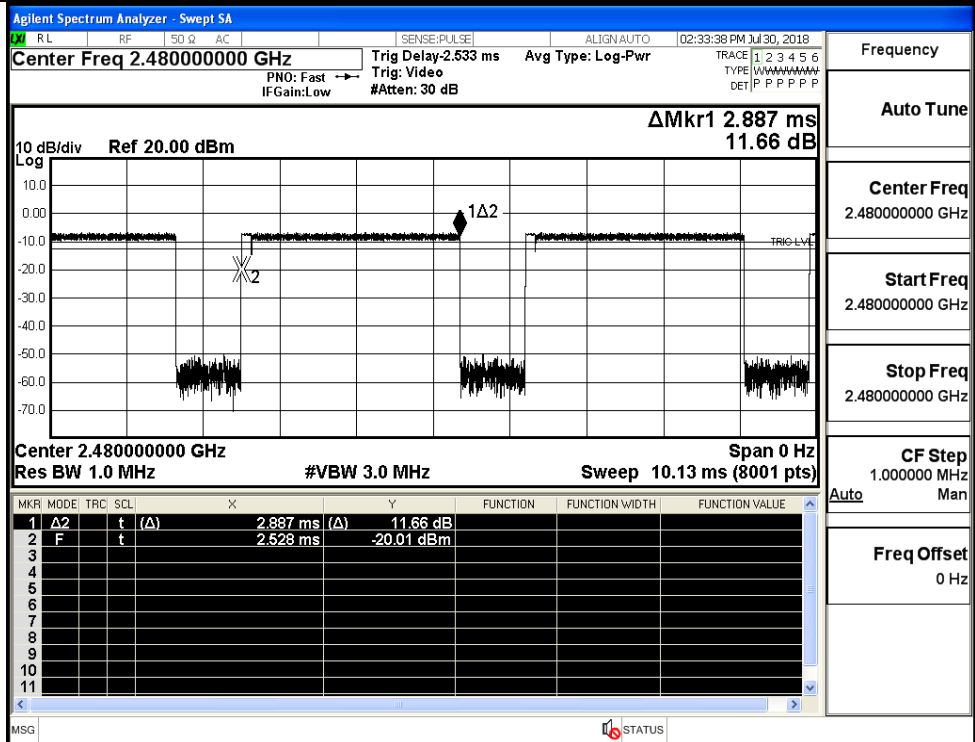 Agilent Spectrum Analyzer - Swept SA
LXI RL RF 50 Ω AC SENSE:PULSE ALIGN AUTO 02:33:38 PM Jul 30, 2018
Center Freq 2.480000000 GHz
PNO: Fast
IFGain:Low
Trig Delay-2.533 ms
Trig: Video
#Atten: 30 dB
Avg Type: Log-Pwr
TRACE 1 2 3 4 5 6
TYPE WWWWWW
DET P P P P P P
ΔMkr1 2.887 ms
11.66 dB
10 dB/div Ref 20.00 dBm
Log
10.0
0.00
-10.0
-20.0
-30.0
-40.0
-50.0
-60.0
-70.0
1Δ2
2
TRIG LVL
Center 2.480000000 GHz Span 0 Hz
Res BW 1.0 MHz #VBW 3.0 MHz Sweep 10.13 ms (8001 pts)
MKR MODE TRC SCL X Y FUNCTION FUNCTION WIDTH FUNCTION VALUE
1 Δ2 t (Δ) 2.887 ms (Δ) 11.66 dB
2 F t 2.528 ms -20.01 dBm
3
4
5
6
7
8
9
10
11
MSG STATUS
Frequency
Auto Tune
Center Freq
2.480000000 GHz
Start Freq
2.480000000 GHz
Stop Freq
2.480000000 GHz
CF Step
1.000000 MHz
Auto Man
Freq Offset
0 Hz